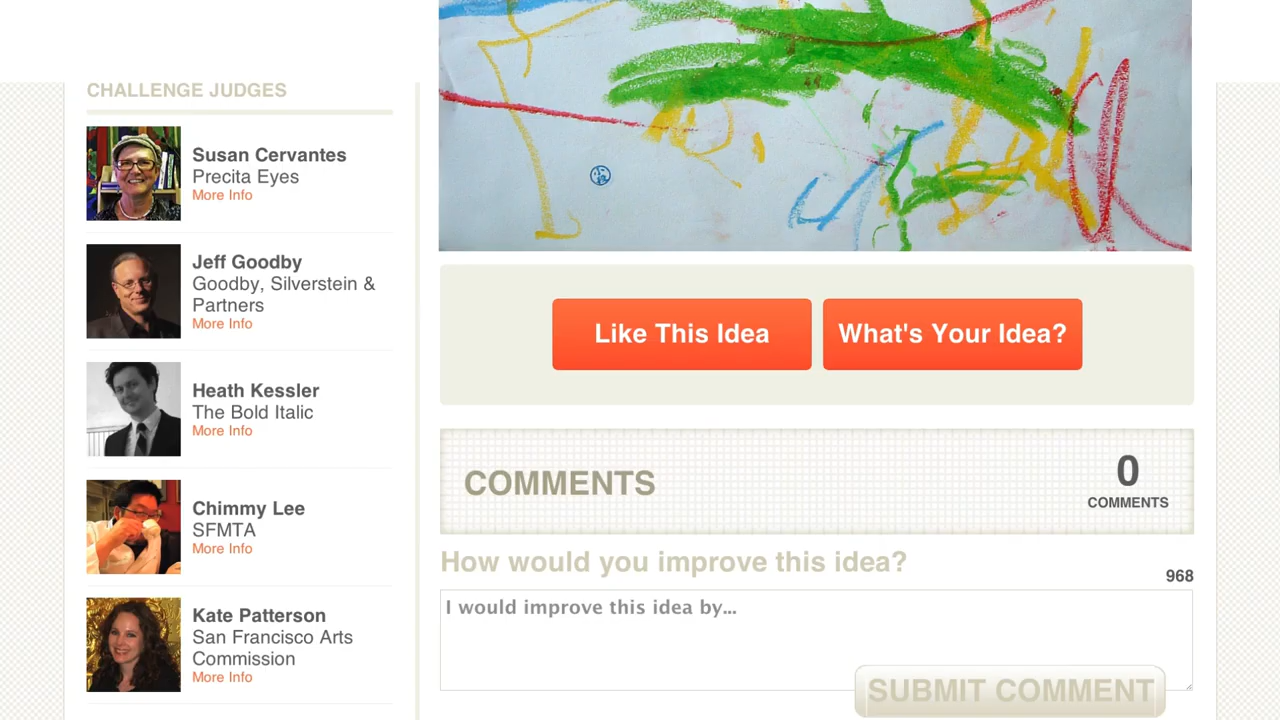 CHALLENGE JUDGES
Susan Cervantes
Precita Eyes
More Info
Jeff Goodby
Goodby, Silverstein &
Partners
More Info
Heath Kessler
The Bold Italic
More Info
Chimmy Lee
SFMTA
More Info
Kate Patterson
San Francisco Arts
Commission
More Info
Like This Idea
What's Your Idea?
COMMENTS
0
COMMENTS
How would you improve this idea?
968
I would improve this idea by...
SUBMIT COMMENT